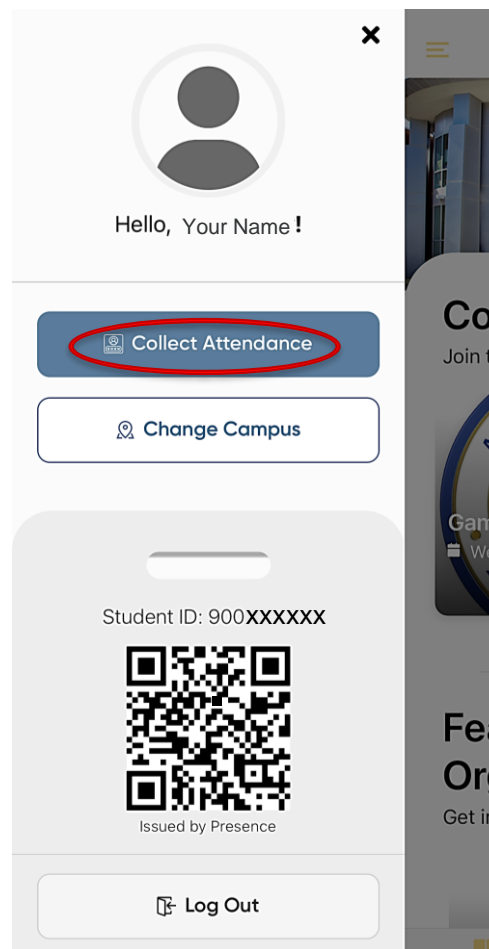 Hello, Your Name!
Collect Attendance
Change Campus
Student ID: 900XXXXXX
Issued by Presence
Log Out
Co
Join t
Gam
We
Fea
Org
Get in